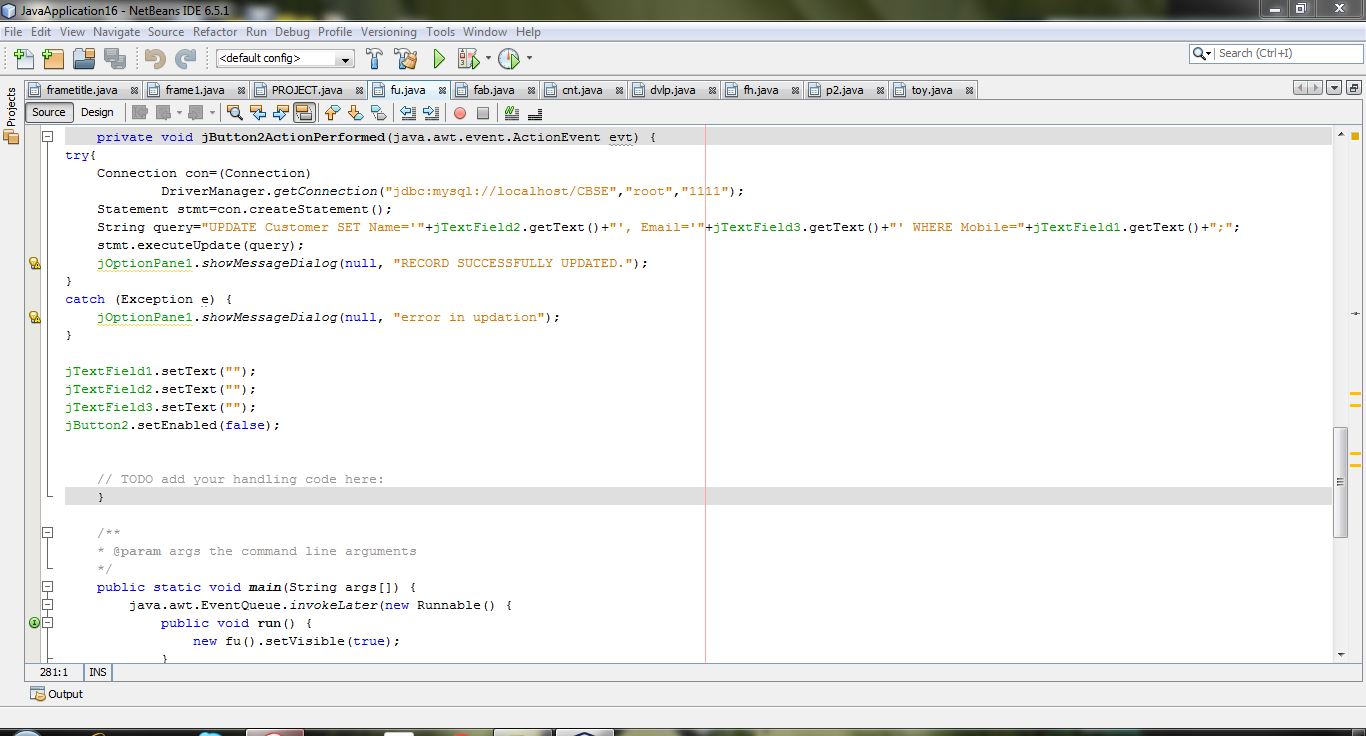 JavaApplication16 - NetBeans IDE 6.5.1
File Edit View Navigate Source Refactor Run Debug Profile Versioning Tools Window Help
<default config>
Search (Ctrl+I)
Projects
frametitle.java frame1.java PROJECT.java fu.java fab.java cnt.java dvlp.java fh.java p2.java toy.java
Source Design
private void jButton2ActionPerformed(java.awt.event.ActionEvent evt) {
try{
Connection con=(Connection)
DriverManager.getConnection("jdbc:mysql://localhost/CBSE","root","1111");
Statement stmt=con.createStatement();
String query="UPDATE Customer SET Name='"+jTextField2.getText()+"', Email='"+jTextField3.getText()+"' WHERE Mobile="+jTextField1.getText()+";";
stmt.executeUpdate(query);
jOptionPane1.showMessageDialog(null, "RECORD SUCCESSFULLY UPDATED.");
}
catch (Exception e) {
jOptionPane1.showMessageDialog(null, "error in updation");
}
jTextField1.setText("");
jTextField2.setText("");
jTextField3.setText("");
jButton2.setEnabled(false);
// TODO add your handling code here:
}
/**
* @param args the command line arguments
*/
public static void main(String args[]) {
java.awt.EventQueue.invokeLater(new Runnable() {
public void run() {
new fu().setVisible(true);
}
281:1 INS
Output